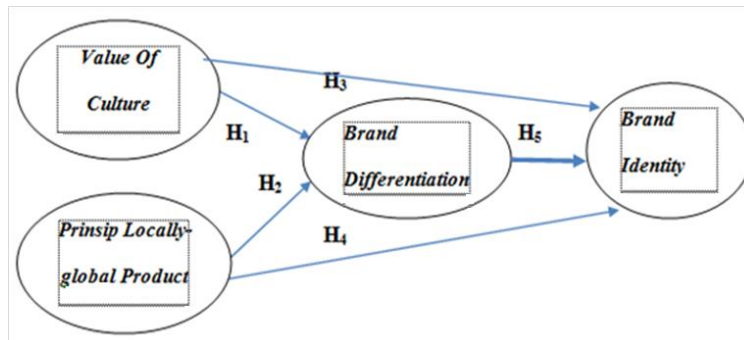 Value Of
Culture
H3
H1
Brand
Differentiation
H5
Brand
Identity
H2
Prinsip Locally-
global Product
H4